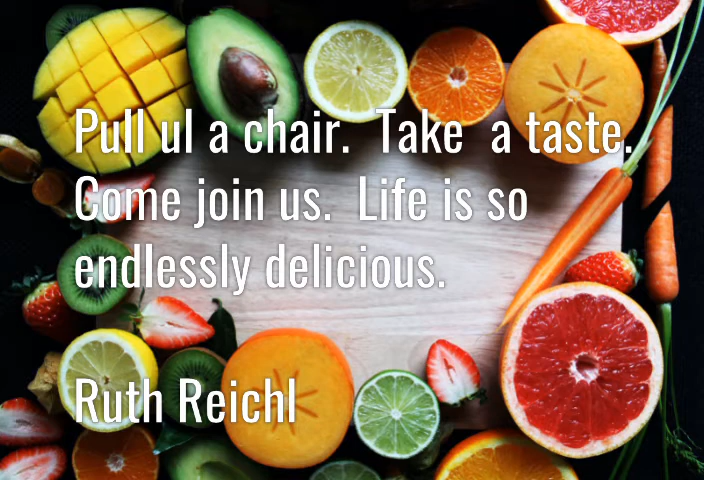 Pull ul a chair.  Take  a taste.
Come join us.  Life is so
endlessly delicious.
Ruth Reichl